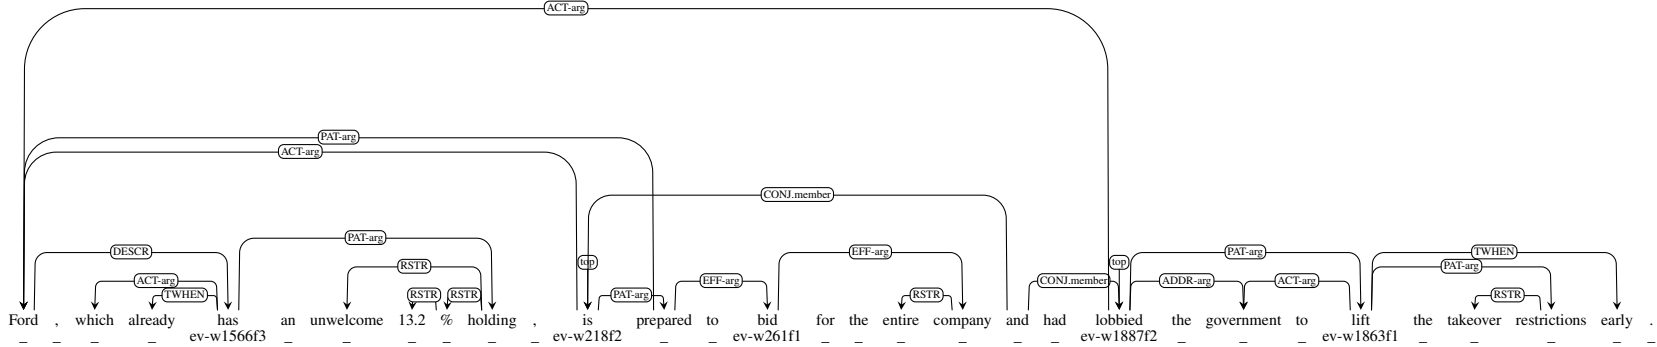 ACT-arg
PAT-arg
ACT-arg
CONJ.member
PAT-arg
DESCR EFF-arg PAT-arg TWHEN
RSTR top top PAT-arg
ACT-arg EFF-arg CONJ.member ADDR-arg ACT-arg
TWHEN RSTR RSTR PAT-arg RSTR RSTR
Ford , which already has an unwelcome 13.2 % holding , is prepared to bid for the entire company and had lobbied the government to lift the takeover restrictions early .
_ _ _ _ ev-w1566f3 _ _ _ _ _ _ ev-w218f2 _ _ ev-w261f1 _ _ _ _ _ _ ev-w1887f2 _ _ _ ev-w1863f1 _ _ _ _ _